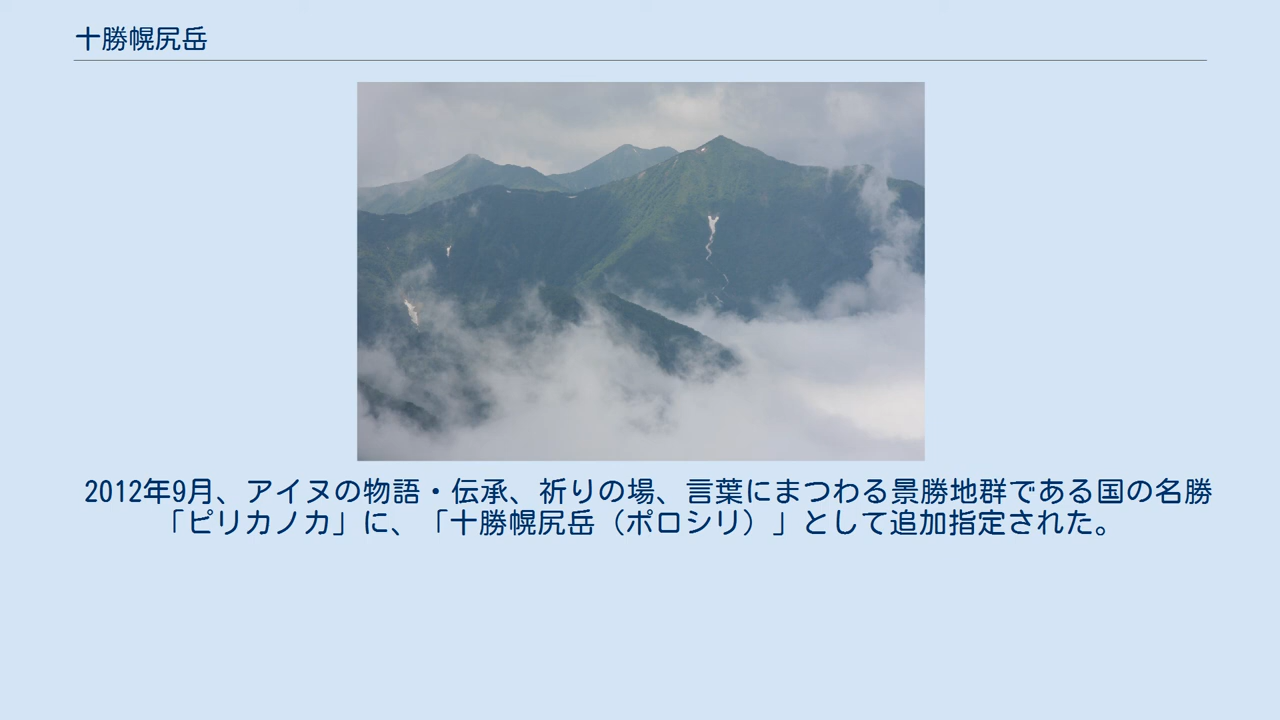 十勝幌尻岳
2012年9月、アイヌの物語・伝承、祈りの場、言葉にまつわる景勝地群である国の名勝
「ピリカノカ」に、「十勝幌尻岳（ポロシリ）」として追加指定された。